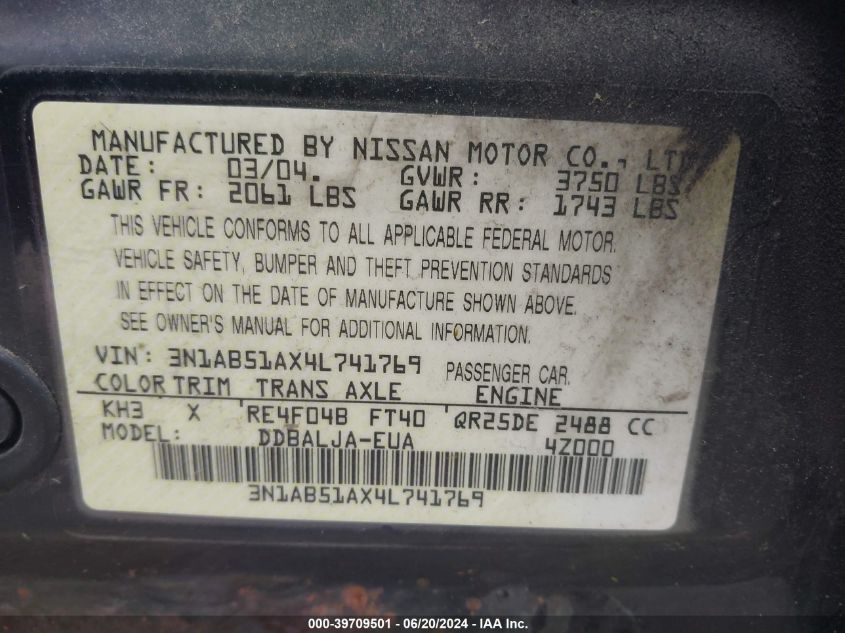 MANUFACTURED BY NISSAN MOTOR CO., LTD
DATE: 03/04. GVWR: 3750 LBS
GAWR FR: 2061 LBS GAWR RR: 1743 LBS
THIS VEHICLE CONFORMS TO ALL APPLICABLE FEDERAL MOTOR.
VEHICLE SAFETY, BUMPER AND THEFT PREVENTION STANDARDS
IN EFFECT ON THE DATE OF MANUFACTURE SHOWN ABOVE.
SEE OWNER'S MANUAL FOR ADDITIONAL INFORMATION.
VIN: 3N1AB51AX4L741769 PASSENGER CAR.
COLOR TRIM TRANS AXLE ENGINE
KH3 X RE4F04B FT40 QR25DE 2488 CC
MODEL: DDBALJA-EUA 4Z000
3N1AB51AX4L741769
000-39709501 - 06/20/2024 - IAA Inc.